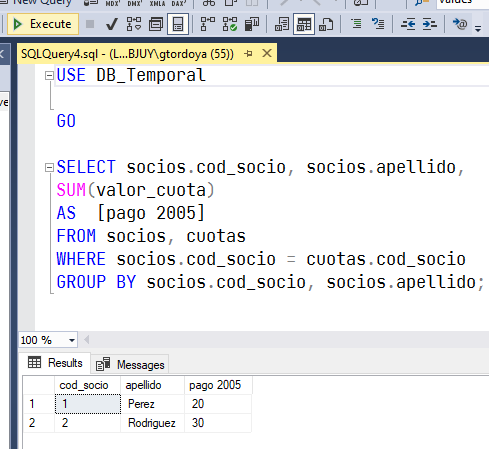 New Query
MDX
DMX
XMLA
DAX
Execute
values
SQLQuery4.sql - (L...BJUY\gtordoya (55))
USE DB_Temporal
GO
SELECT socios.cod_socio, socios.apellido,
SUM(valor_cuota)
AS [pago 2005]
FROM socios, cuotas
WHERE socios.cod_socio = cuotas.cod_socio
GROUP BY socios.cod_socio, socios.apellido;
100 %
Results Messages
cod_socio apellido pago 2005
1 1 Perez 20
2 2 Rodriguez 30